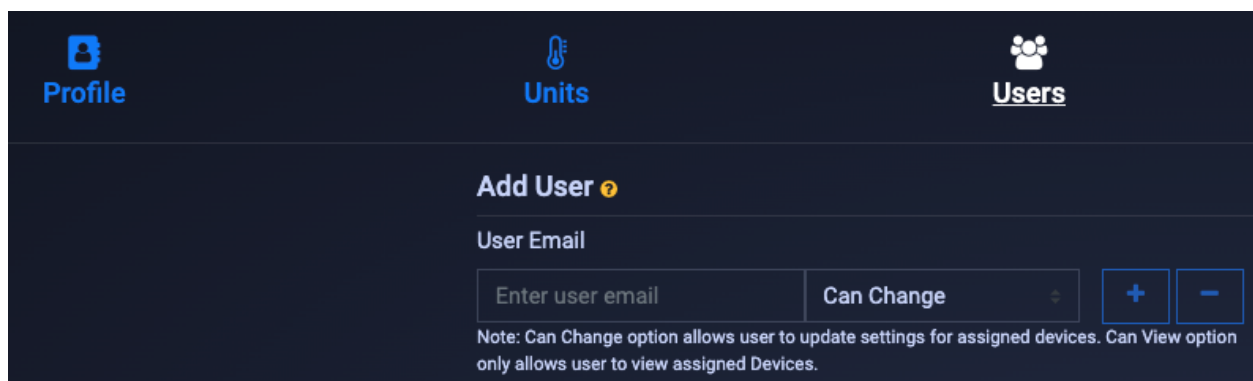 Profile
Units
Users
Add User ?
User Email
Enter user email
Can Change
+
−
Note: Can Change option allows user to update settings for assigned devices. Can View option
only allows user to view assigned Devices.